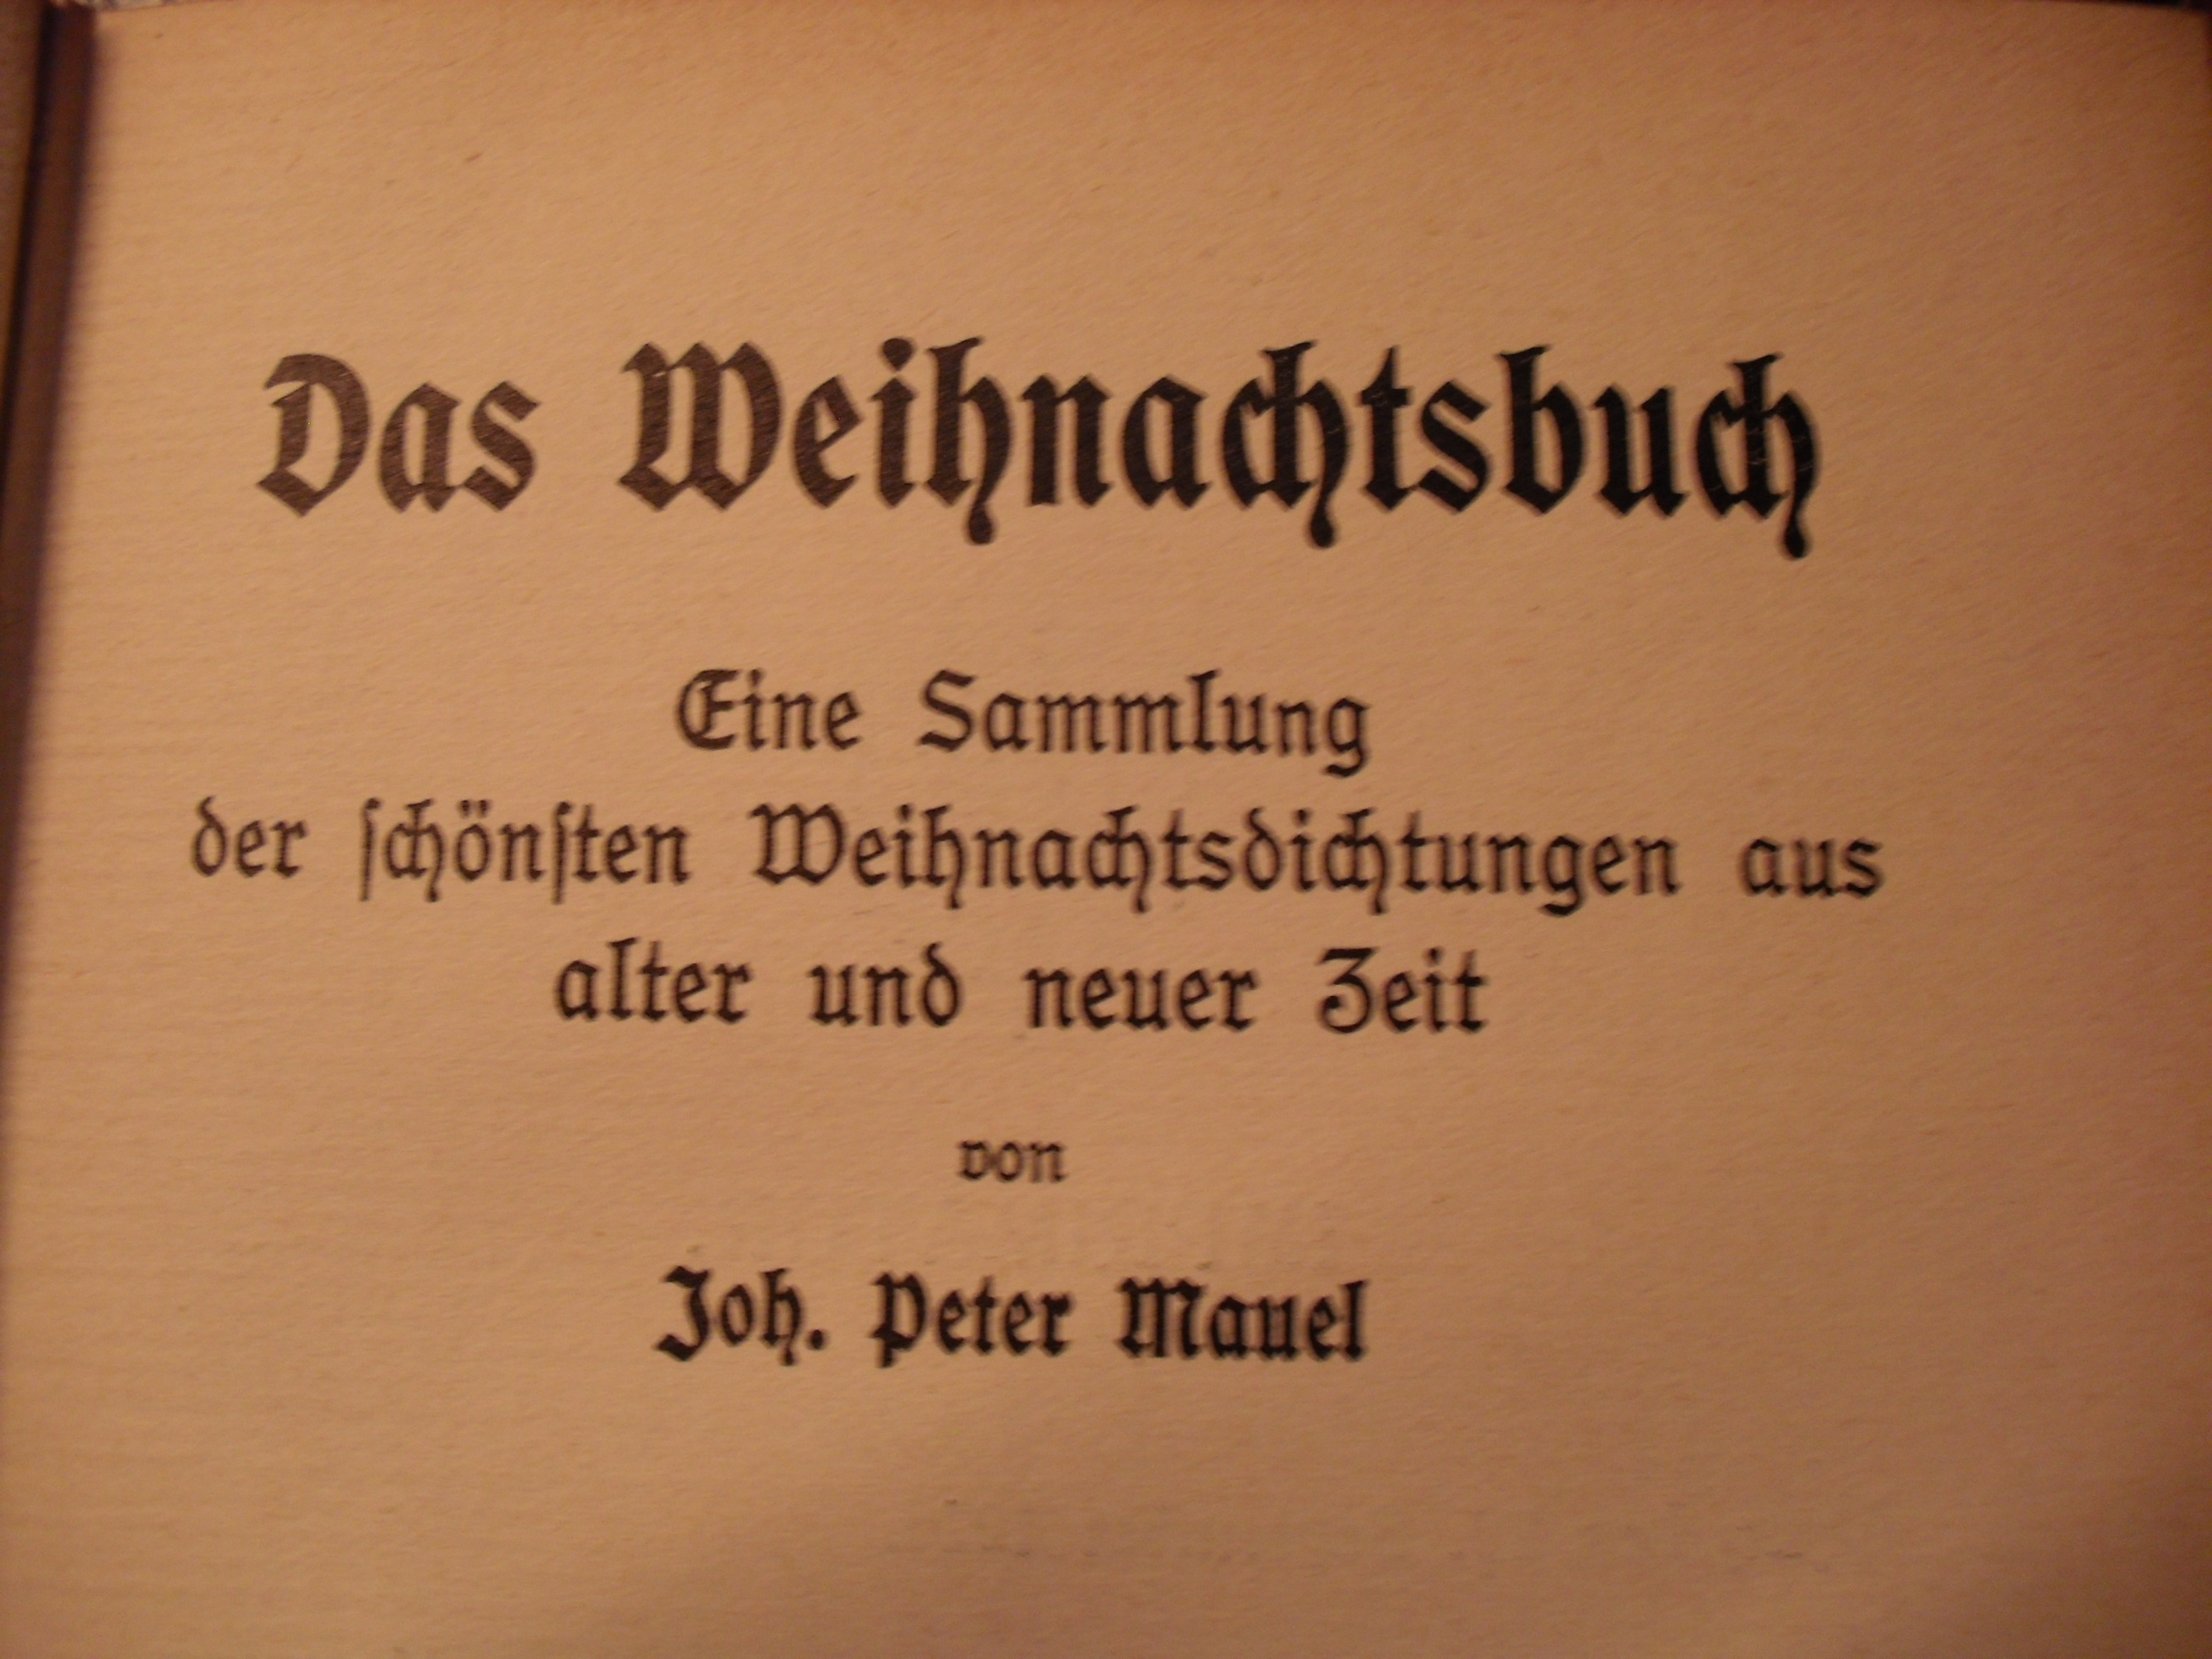 Das Weihnachtsbuch
Eine Sammlung
der ſchönſten Weihnachtsdichtungen aus
alter und neuer Zeit
von
Joh. Peter Mauel